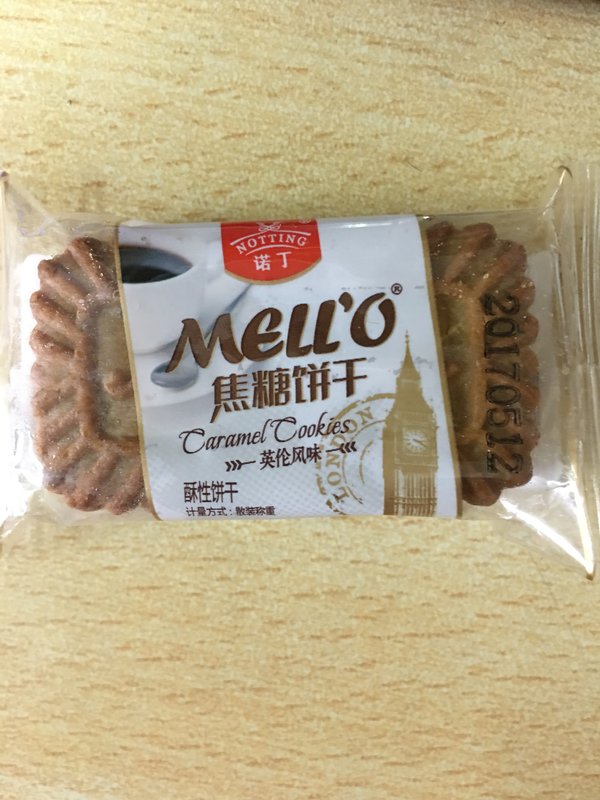 NOTTING
诺丁
MELL'O®
焦糖饼干
Caramel Cookies
英伦风味
LONDON
酥性饼干
计量方式：散装称重
20170512